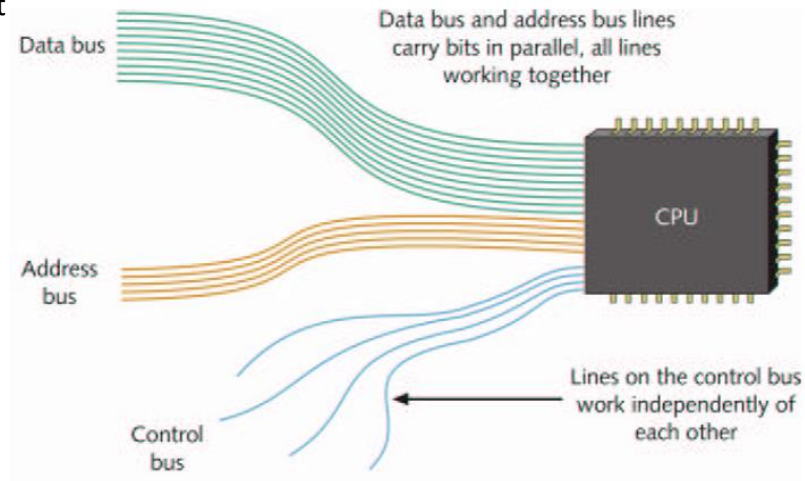 t
Data bus
Data bus and address bus lines
carry bits in parallel, all lines
working together
CPU
Address
bus
Lines on the control bus
work independently of
each other
Control
bus